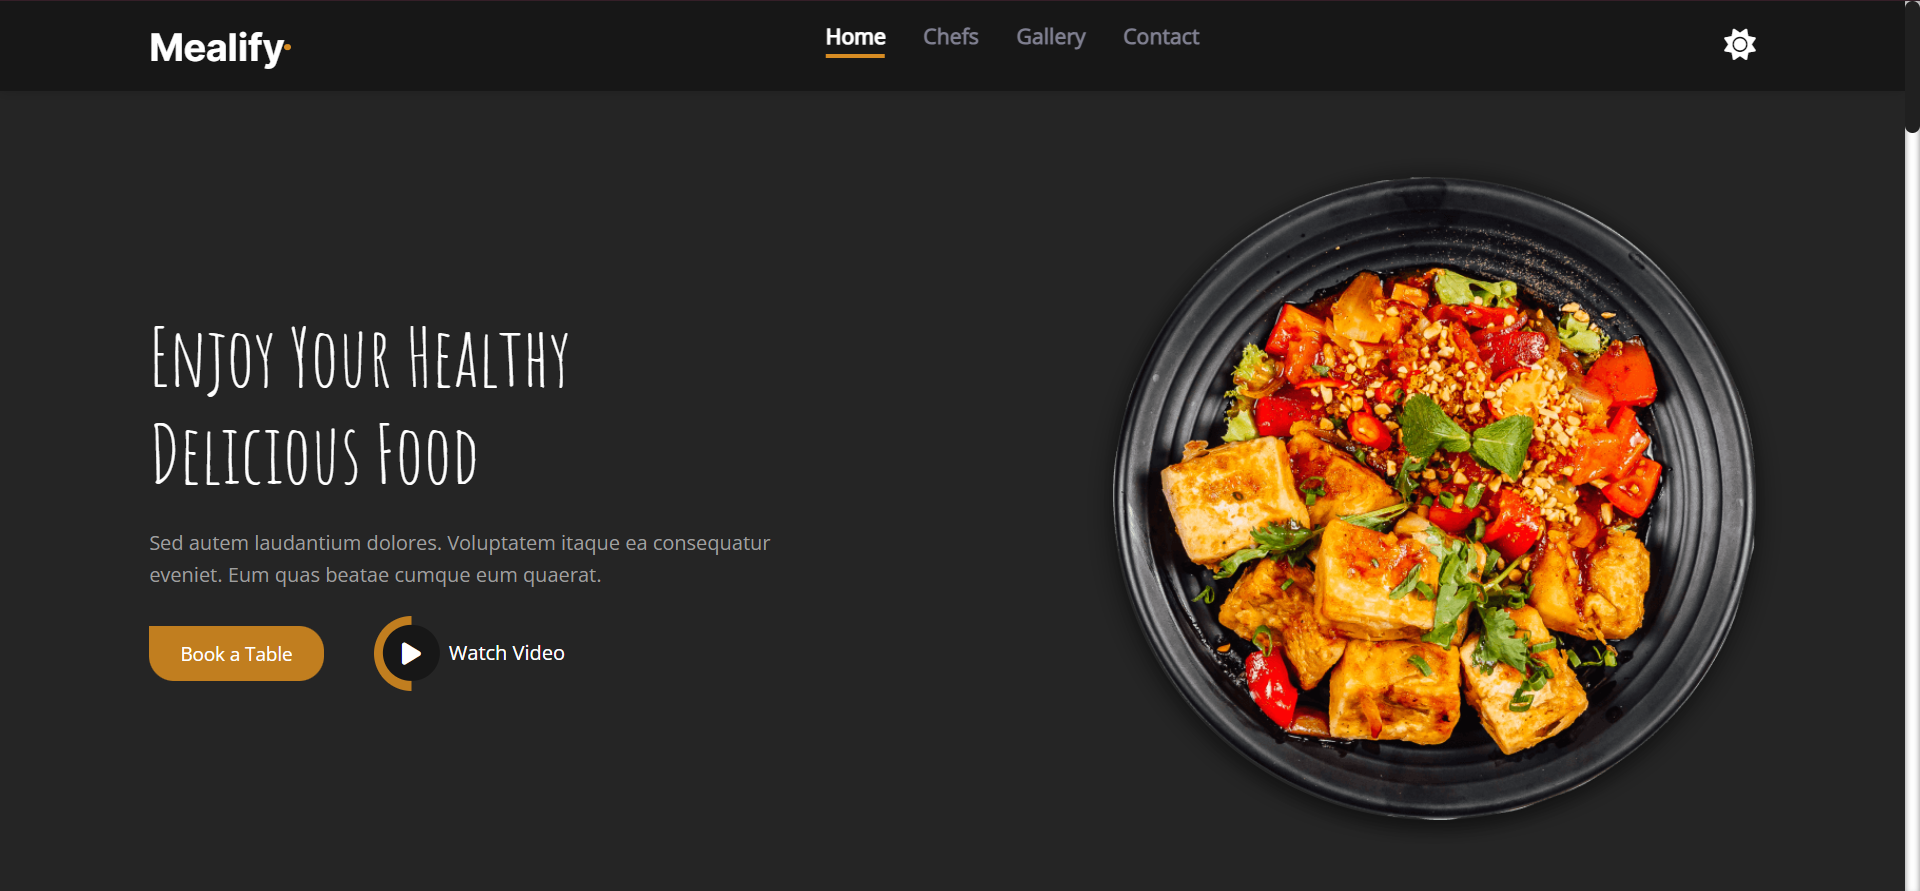 Mealify
Home Chefs Gallery Contact
Enjoy Your Healthy
Delicious Food
Sed autem laudantium dolores. Voluptatem itaque ea consequatur
eveniet. Eum quas beatae cumque eum quaerat.
Book a Table Watch Video